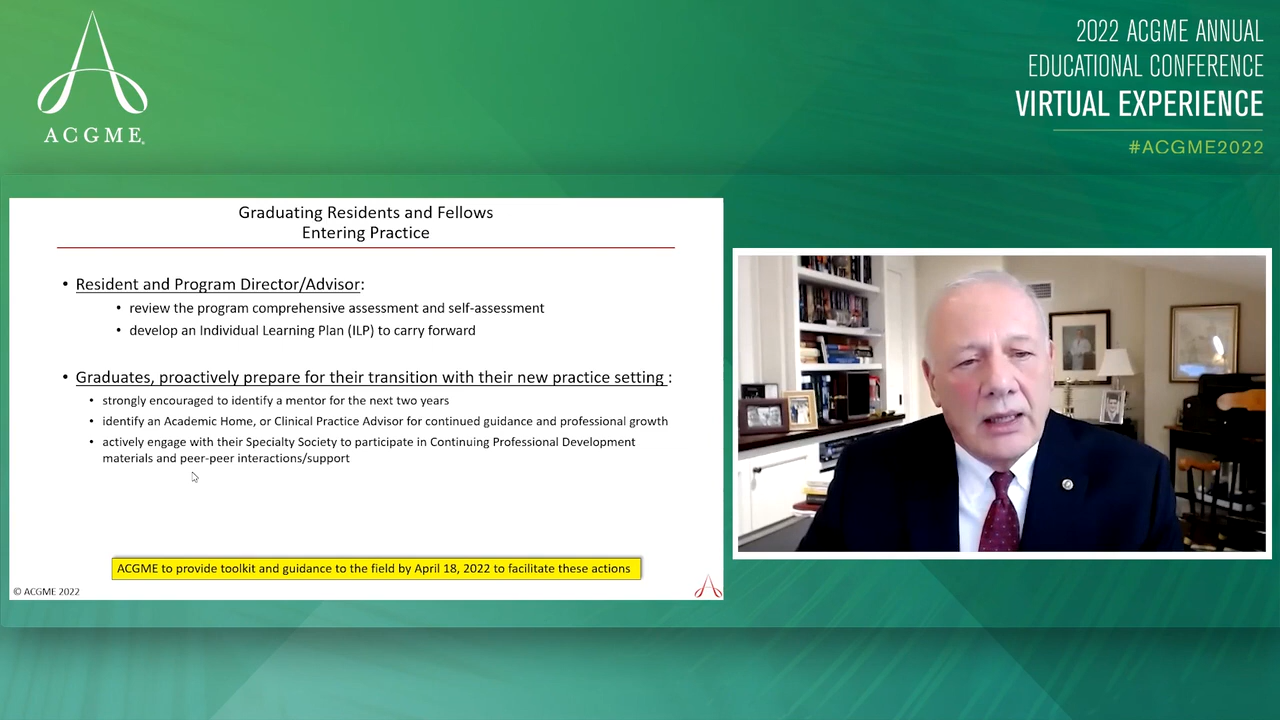 ACGME
2022 ACGME ANNUAL
EDUCATIONAL CONFERENCE
VIRTUAL EXPERIENCE
#ACGME2022
Graduating Residents and Fellows
Entering Practice
• Resident and Program Director/Advisor:
• review the program comprehensive assessment and self-assessment
• develop an Individual Learning Plan (ILP) to carry forward
• Graduates, proactively prepare for their transition with their new practice setting :
• strongly encouraged to identify a mentor for the next two years
• identify an Academic Home, or Clinical Practice Advisor for continued guidance and professional growth
• actively engage with their Specialty Society to participate in Continuing Professional Development
materials and peer-peer interactions/support
ACGME to provide toolkit and guidance to the field by April 18, 2022 to facilitate these actions
© ACGME 2022